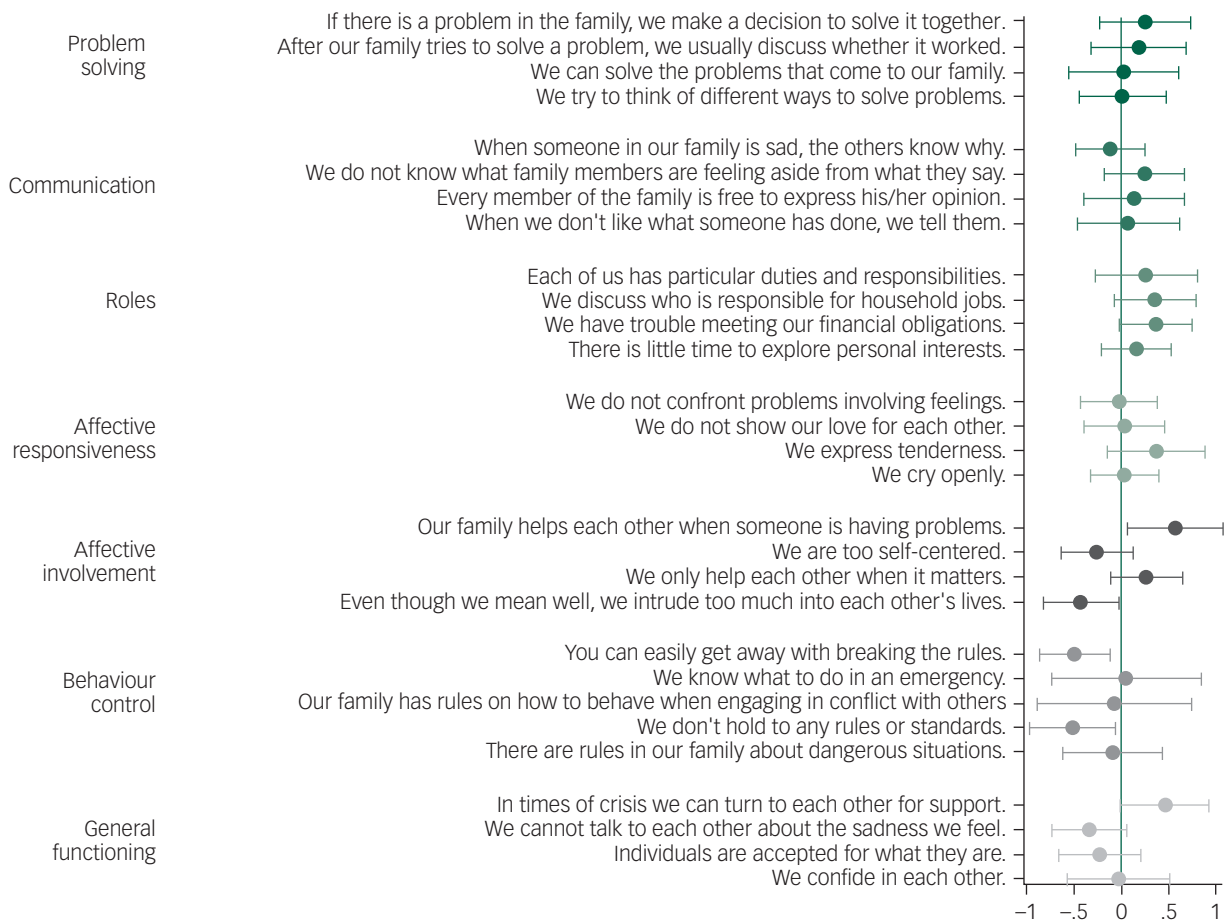 Problem
solving
If there is a problem in the family, we make a decision to solve it together.
After our family tries to solve a problem, we usually discuss whether it worked.
We can solve the problems that come to our family.
We try to think of different ways to solve problems.
Communication
When someone in our family is sad, the others know why.
We do not know what family members are feeling aside from what they say.
Every member of the family is free to express his/her opinion.
When we don't like what someone has done, we tell them.
Roles
Each of us has particular duties and responsibilities.
We discuss who is responsible for household jobs.
We have trouble meeting our financial obligations.
There is little time to explore personal interests.
Affective
responsiveness
We do not confront problems involving feelings.
We do not show our love for each other.
We express tenderness.
We cry openly.
Affective
involvement
Our family helps each other when someone is having problems.
We are too self-centered.
We only help each other when it matters.
Even though we mean well, we intrude too much into each other's lives.
Behaviour
control
You can easily get away with breaking the rules.
We know what to do in an emergency.
Our family has rules on how to behave when engaging in conflict with others
We don't hold to any rules or standards.
There are rules in our family about dangerous situations.
General
functioning
In times of crisis we can turn to each other for support.
We cannot talk to each other about the sadness we feel.
Individuals are accepted for what they are.
We confide in each other.
−1 −.5 0 .5 1